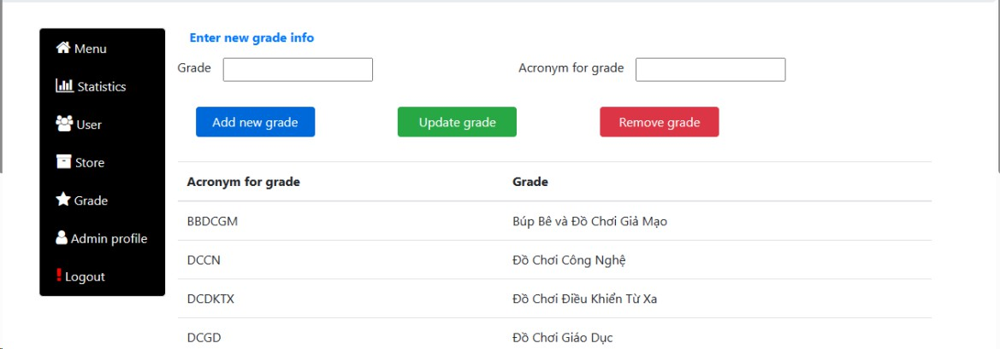 Menu
Statistics
User
Store
Grade
Admin profile
Logout
Enter new grade info
Grade
Acronym for grade
Add new grade
Update grade
Remove grade
Acronym for grade Grade
BBDCGM Búp Bê và Đồ Chơi Giả Mạo
DCCN Đồ Chơi Công Nghệ
DCDKTX Đồ Chơi Điều Khiển Từ Xa
DCGD Đồ Chơi Giáo Dục